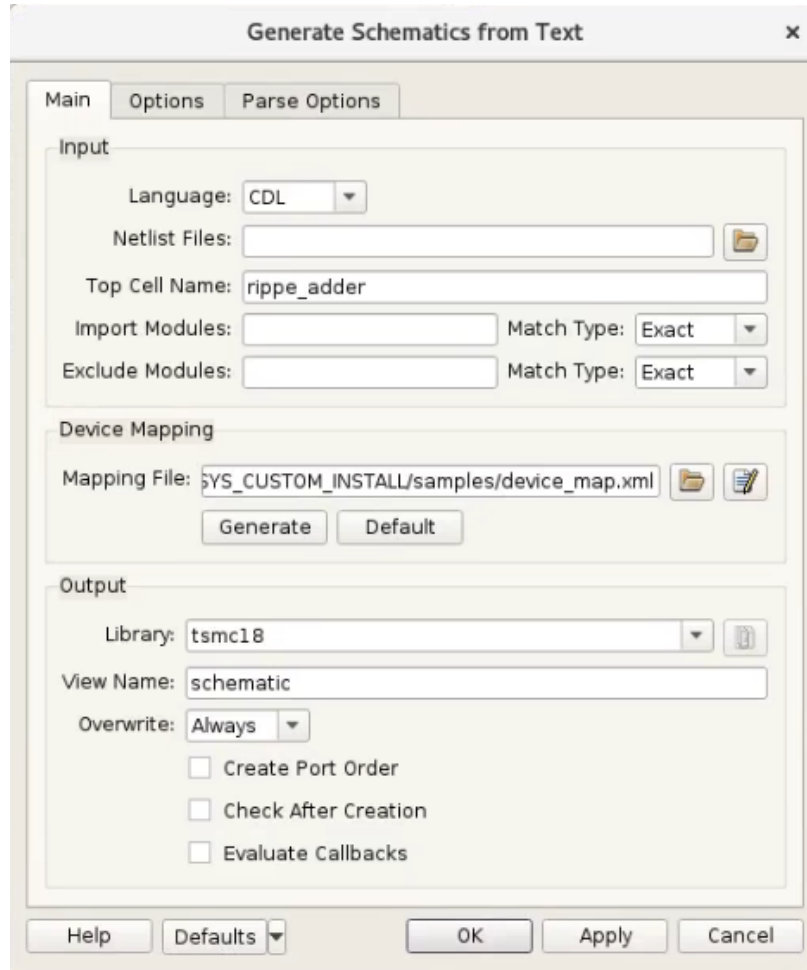 Generate Schematics from Text ×
Main Options Parse Options
Input
Language: CDL
Netlist Files:
Top Cell Name: rippe_adder
Import Modules: Match Type: Exact
Exclude Modules: Match Type: Exact
Device Mapping
Mapping File: SYS_CUSTOM_INSTALL/samples/device_map.xml
Generate Default
Output
Library: tsmc18
View Name: schematic
Overwrite: Always
Create Port Order
Check After Creation
Evaluate Callbacks
Help Defaults OK Apply Cancel